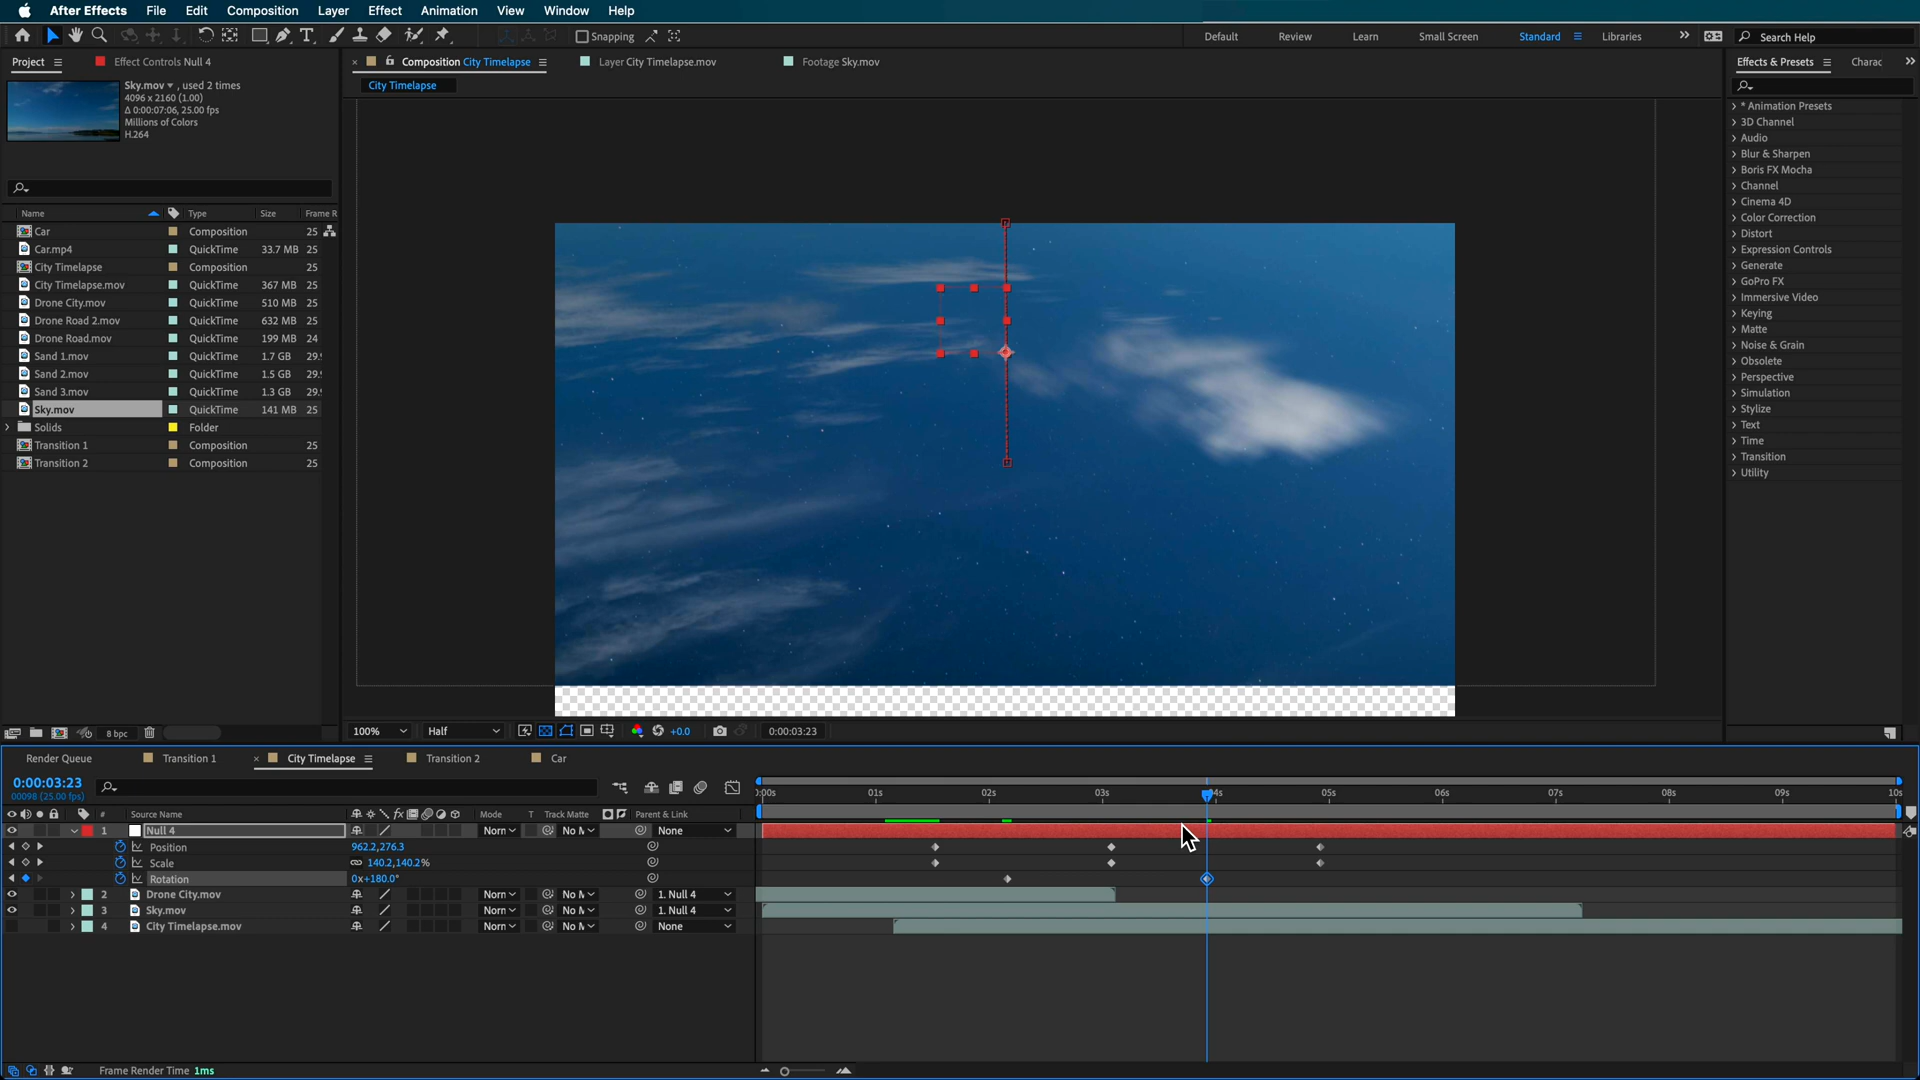 After Effects File Edit Composition Layer Effect Animation View Window Help
Snapping Default Review Learn Small Screen Standard Libraries Search Help
Project Effect Controls Null 4 Composition City Timelapse Layer City Timelapse.mov Footage Sky.mov Effects & Presets Charac
City Timelapse
Sky.mov , used 2 times
4096 x 2160 (1.00)
Δ 0:00:07:06, 25.00 fps
Millions of Colors
H.264
Name Type Size Frame R
Car Composition 25
Car.mp4 QuickTime 33.7 MB 25
City Timelapse Composition 25
City Timelapse.mov QuickTime 367 MB 25
Drone City.mov QuickTime 510 MB 25
Drone Road 2.mov QuickTime 632 MB 25
Drone Road.mov QuickTime 199 MB 24
Sand 1.mov QuickTime 1.7 GB 29.
Sand 2.mov QuickTime 1.5 GB 29.
Sand 3.mov QuickTime 1.3 GB 29.
Sky.mov QuickTime 141 MB 25
Solids Folder
Transition 1 Composition 25
Transition 2 Composition 25
* Animation Presets
3D Channel
Audio
Blur & Sharpen
Boris FX Mocha
Channel
Cinema 4D
Color Correction
Distort
Expression Controls
Generate
GoPro FX
Immersive Video
Keying
Matte
Noise & Grain
Obsolete
Perspective
Simulation
Stylize
Text
Time
Transition
Utility
8 bpc 100% Half +0.0 0:00:03:23
Render Queue Transition 1 City Timelapse Transition 2 Car
0:00:03:23
00098 (25.00 fps)
:00s 01s 02s 03s 04s 05s 06s 07s 08s 09s 10s
# Source Name fx Mode T Track Matte Parent & Link
1 Null 4 Norn No M None
Position 962.2,276.3
Scale 140.2,140.2%
Rotation 0x+180.0°
2 Drone City.mov Norn No M 1. Null 4
3 Sky.mov Norn No M 1. Null 4
4 City Timelapse.mov Norn No M None
Frame Render Time 1ms